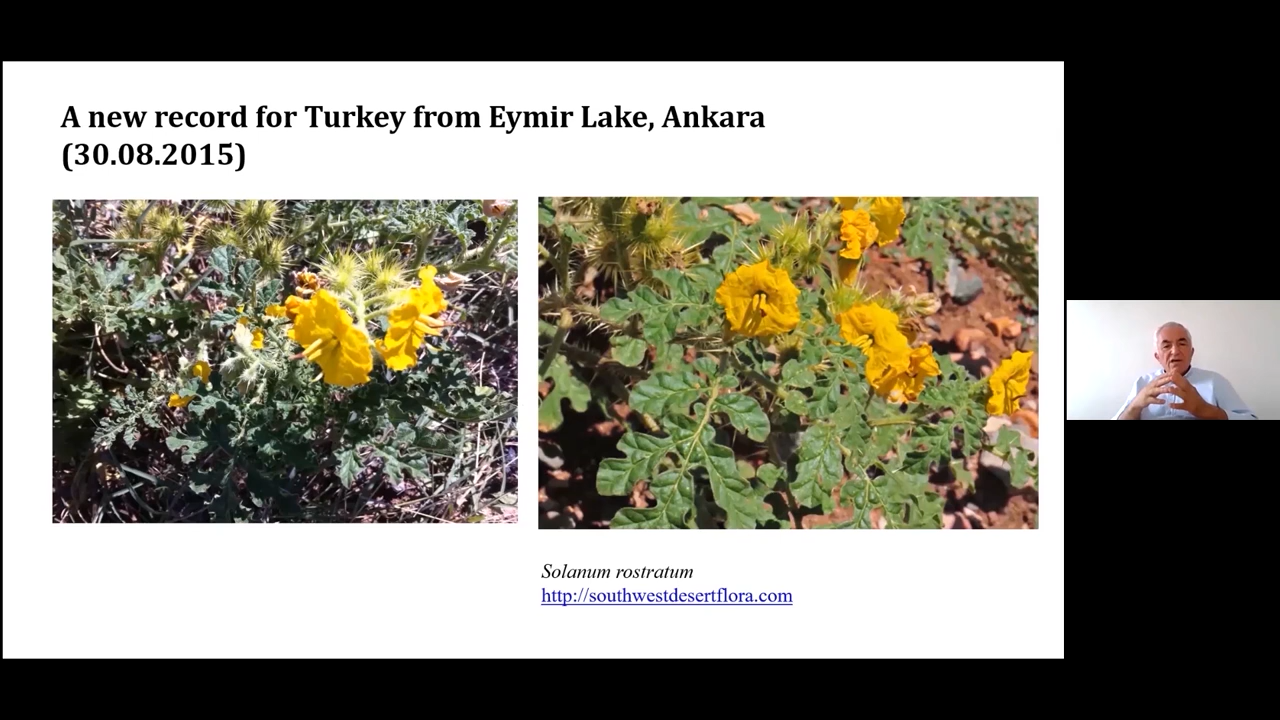 A new record for Turkey from Eymir Lake, Ankara
(30.08.2015)
Solanum rostratum
http://southwestdesertflora.com